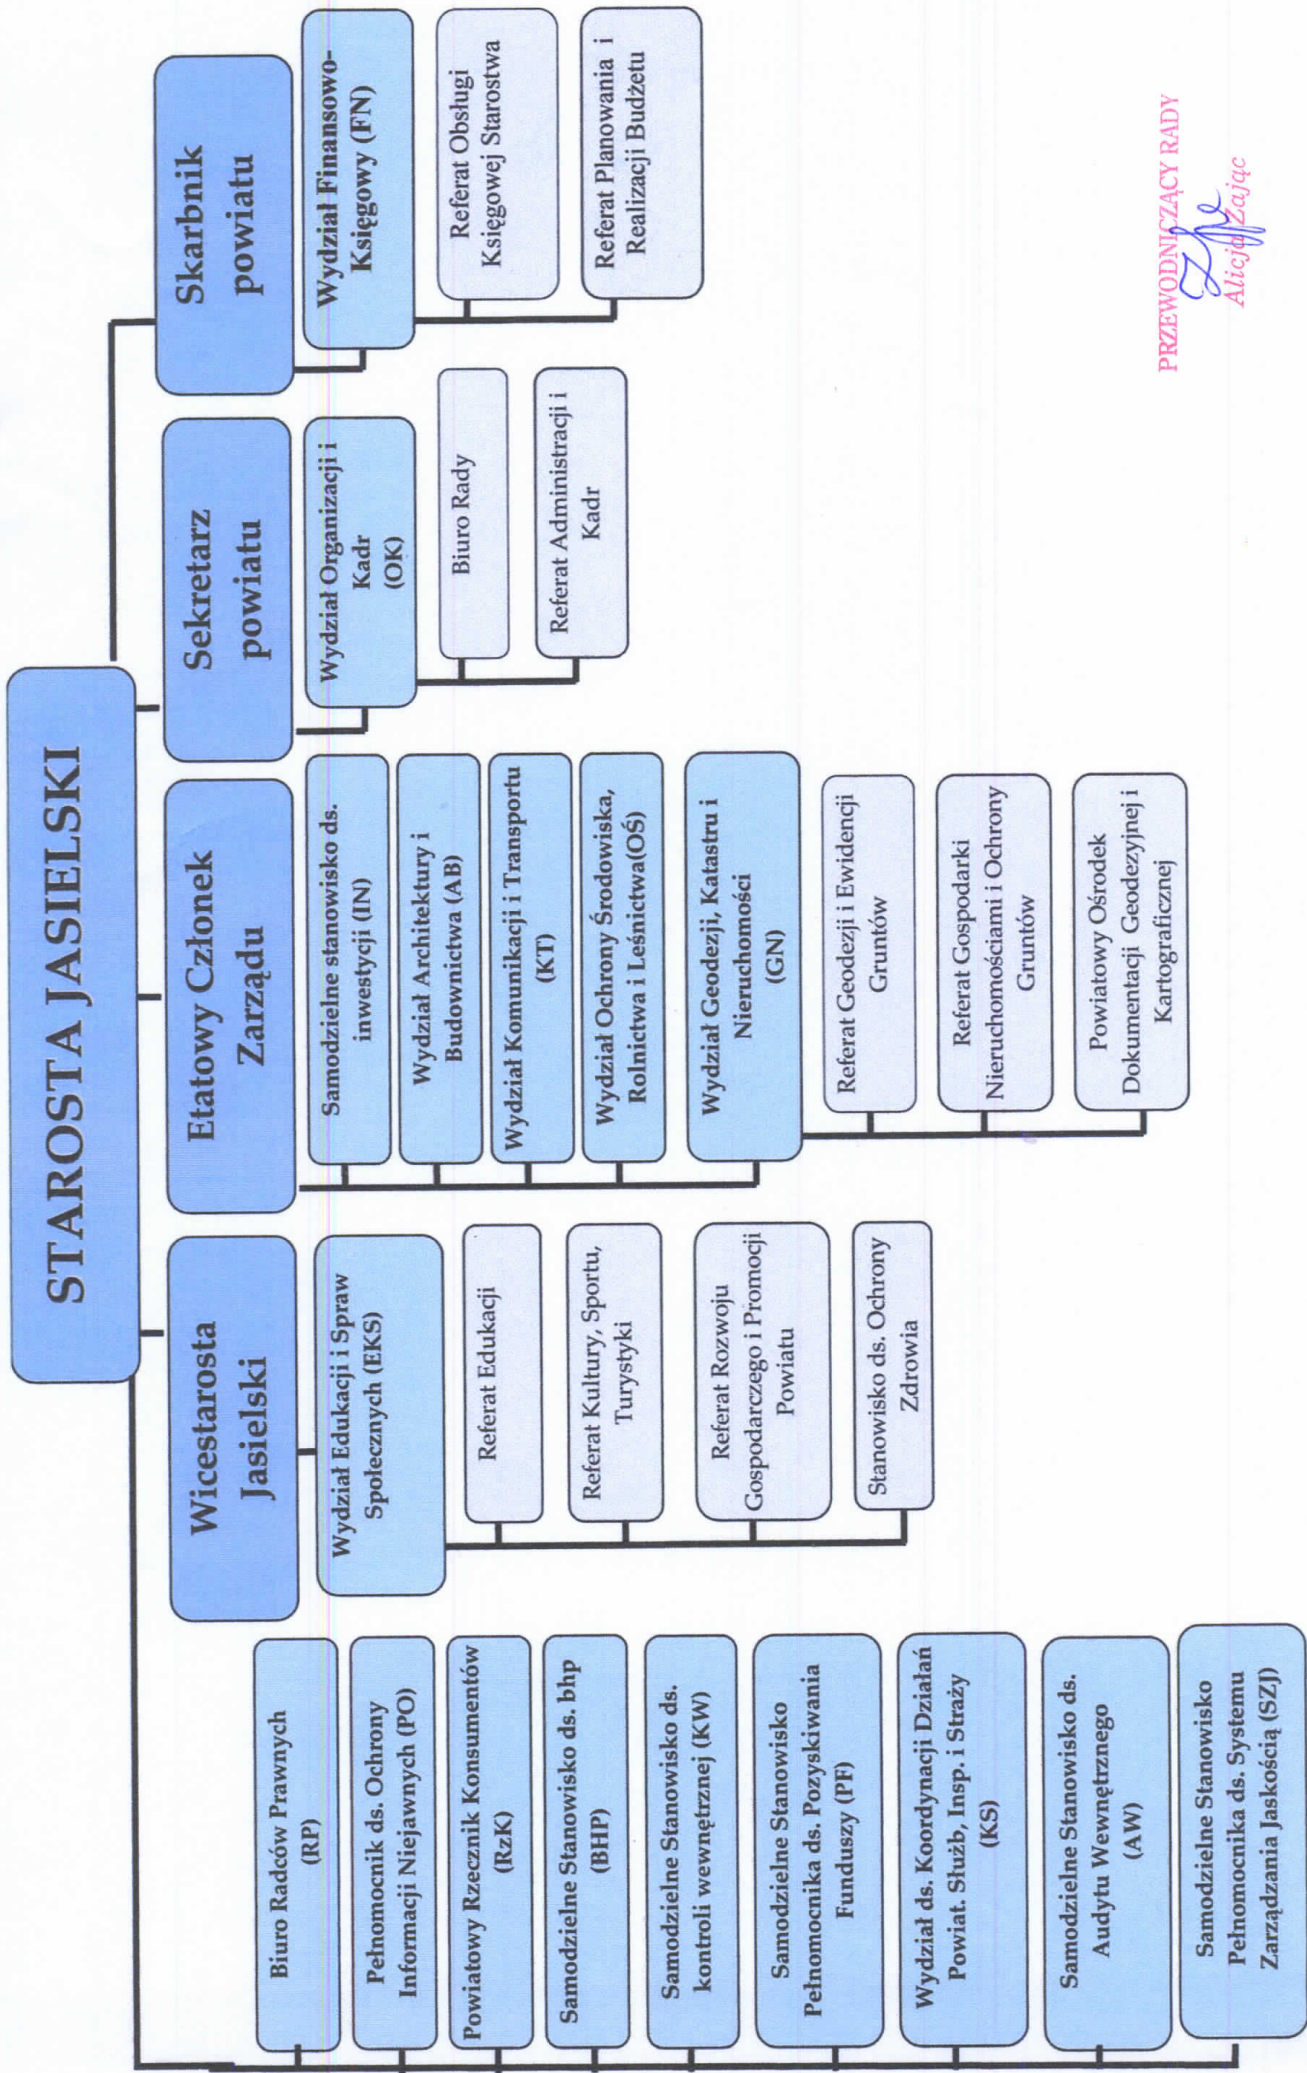 STAROSTA JASIELSKI
Wicestarosta
Jasielski
Etatowy Członek
Zarządu
Sekretarz
powiatu
Skarbnik
powiatu
Biuro Radców Prawnych
(RP)
Pełnomocnik ds. Ochrony
Informacji Niejawnych (PO)
Powiatowy Rzecznik Konsumentów
(RzK)
Samodzielne Stanowisko ds. bhp
(BHP)
Samodzielne Stanowisko ds.
kontroli wewnętrznej (KW)
Samodzielne Stanowisko
Pełnomocnika ds. Pozyskiwania
Funduszy (PF)
Wydział ds. Koordynacji Działań
Powiat. Służb, Insp. i Straży
(KS)
Samodzielne Stanowisko ds.
Audytu Wewnętrznego
(AW)
Samodzielne Stanowisko
Pełnomocnika ds. Systemu
Zarządzania Jaskością (SZJ)
Wydział Edukacji i Spraw
Społecznych (EKS)
Referat Edukacji
Referat Kultury, Sportu,
Turystyki
Referat Rozwoju
Gospodarczego i Promocji
Powiatu
Stanowisko ds. Ochrony
Zdrowia
Samodzielne stanowisko ds.
inwestycji (IN)
Wydział Architektury i
Budownictwa (AB)
Wydział Komunikacji i Transportu
(KT)
Wydział Ochrony Środowiska,
Rolnictwa i Leśnictwa(OŚ)
Wydział Geodezji, Katastru i
Nieruchomości
(GN)
Referat Geodezji i Ewidencji
Gruntów
Referat Gospodarki
Nieruchomościami i Ochrony
Gruntów
Powiatowy Ośrodek
Dokumentacji Geodezyjnej i
Kartograficznej
Wydział Organizacji i
Kadr
(OK)
Biuro Rady
Referat Administracji i
Kadr
Wydział Finansowo-
Księgowy (FN)
Referat Obsługi
Księgowej Starostwa
Referat Planowania i
Realizacji Budżetu
PRZEWODNICZĄCY RADY
Alicja Zając